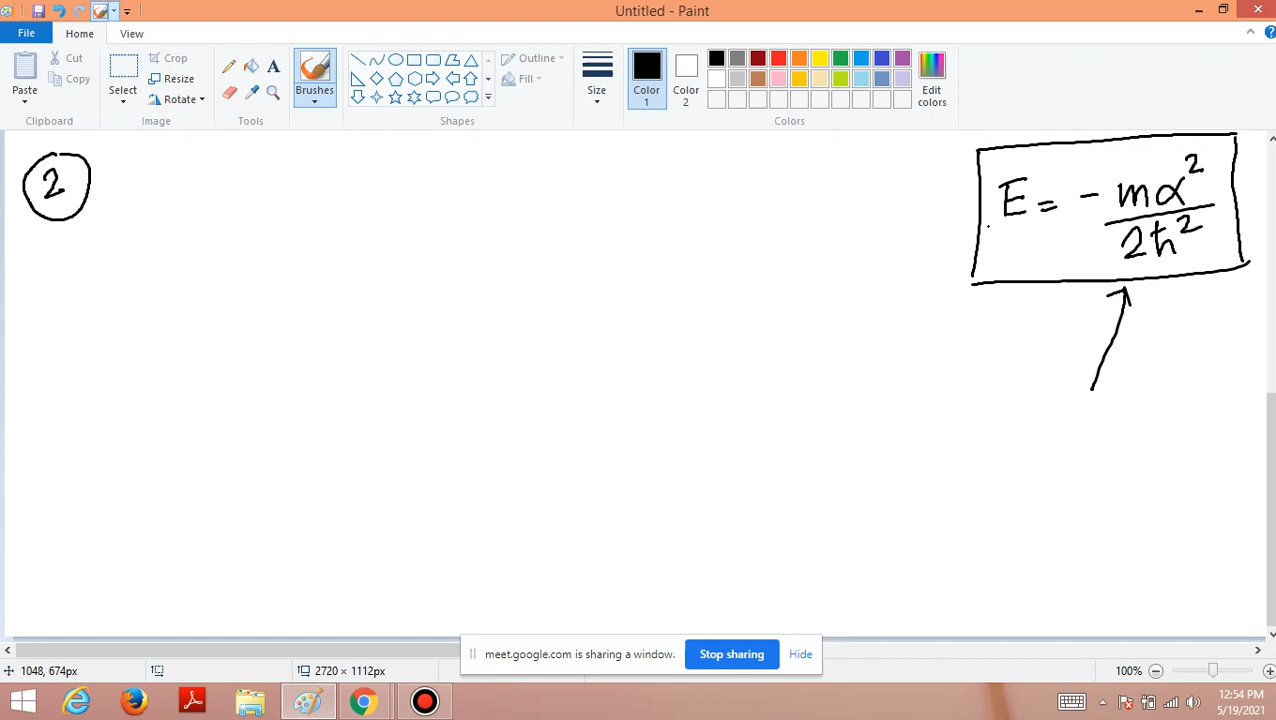 Untitled - Paint
File Home View
Paste
Cut
Copy
Clipboard
Select
Crop
Resize
Rotate
Image
Tools
Brushes
Shapes
Outline
Fill
Size
Color 1
Color 2
Edit colors
Colors
2
E = - mα² / 2ħ²
meet.google.com is sharing a window. Stop sharing Hide
1048, 674px 2720 × 1112px 100%
12:54 PM
5/19/2021